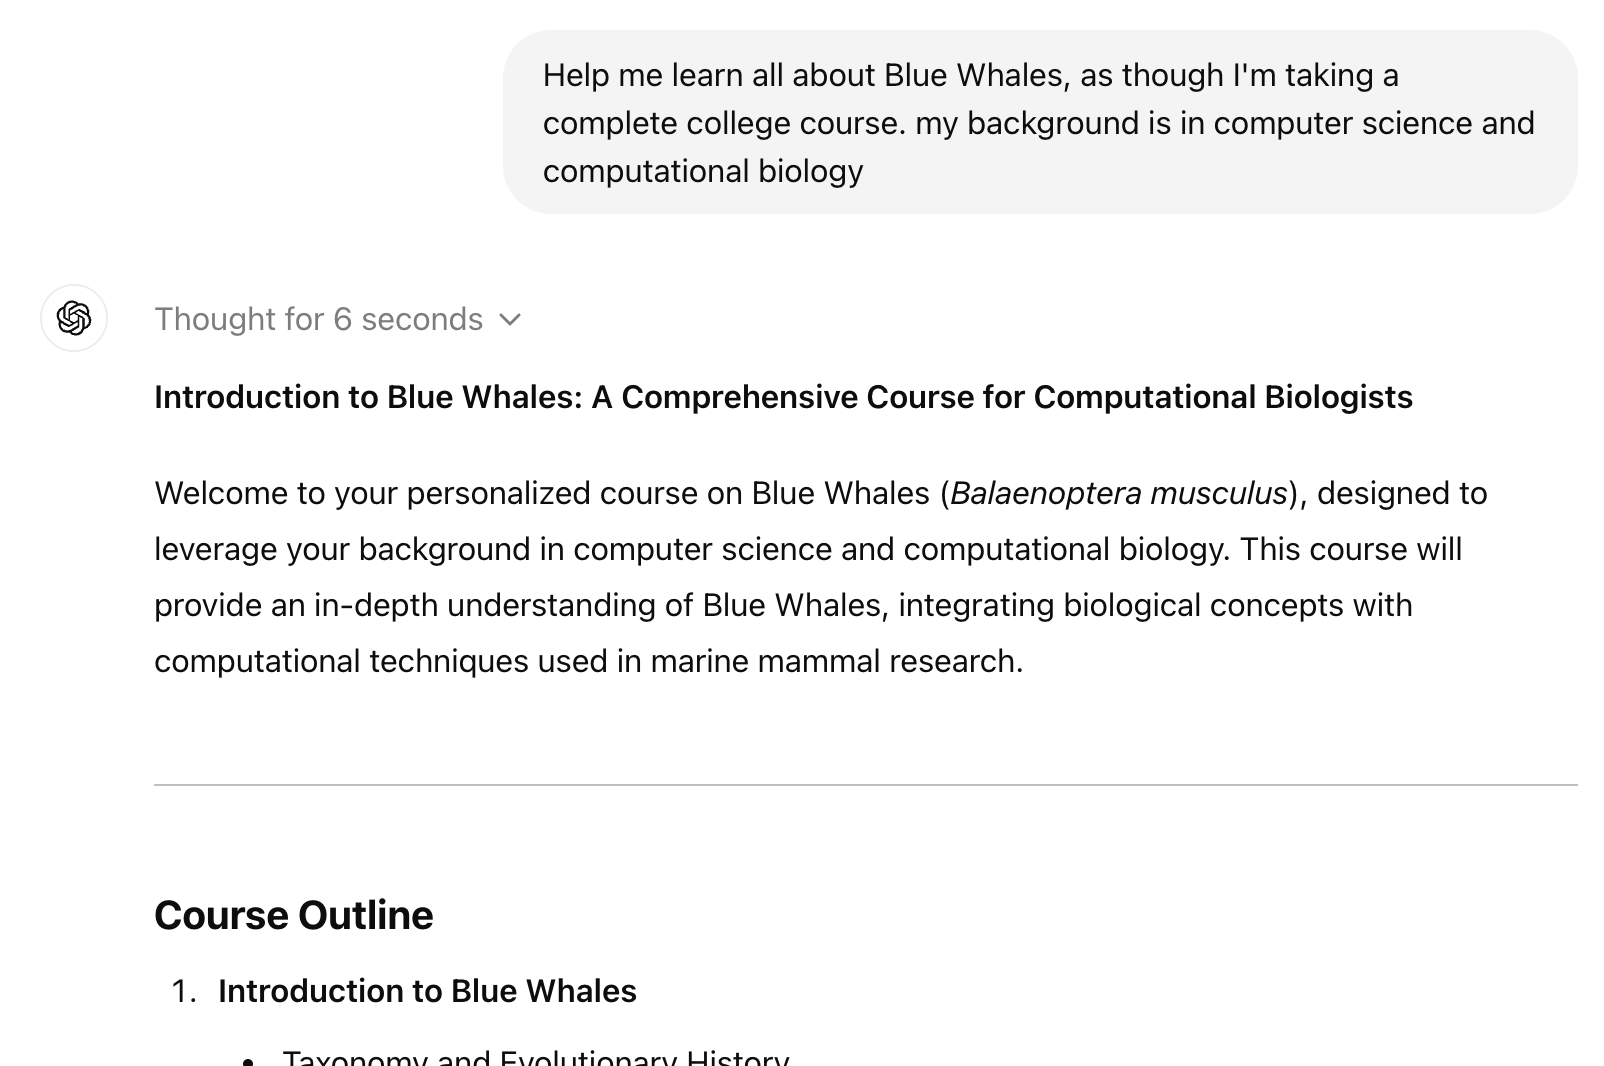 Help me learn all about Blue Whales, as though I'm taking a
complete college course. my background is in computer science and
computational biology
Thought for 6 seconds
Introduction to Blue Whales: A Comprehensive Course for Computational Biologists
Welcome to your personalized course on Blue Whales (Balaenoptera musculus), designed to
leverage your background in computer science and computational biology. This course will
provide an in-depth understanding of Blue Whales, integrating biological concepts with
computational techniques used in marine mammal research.
Course Outline
1. Introduction to Blue Whales
• Taxonomy and Evolutionary History